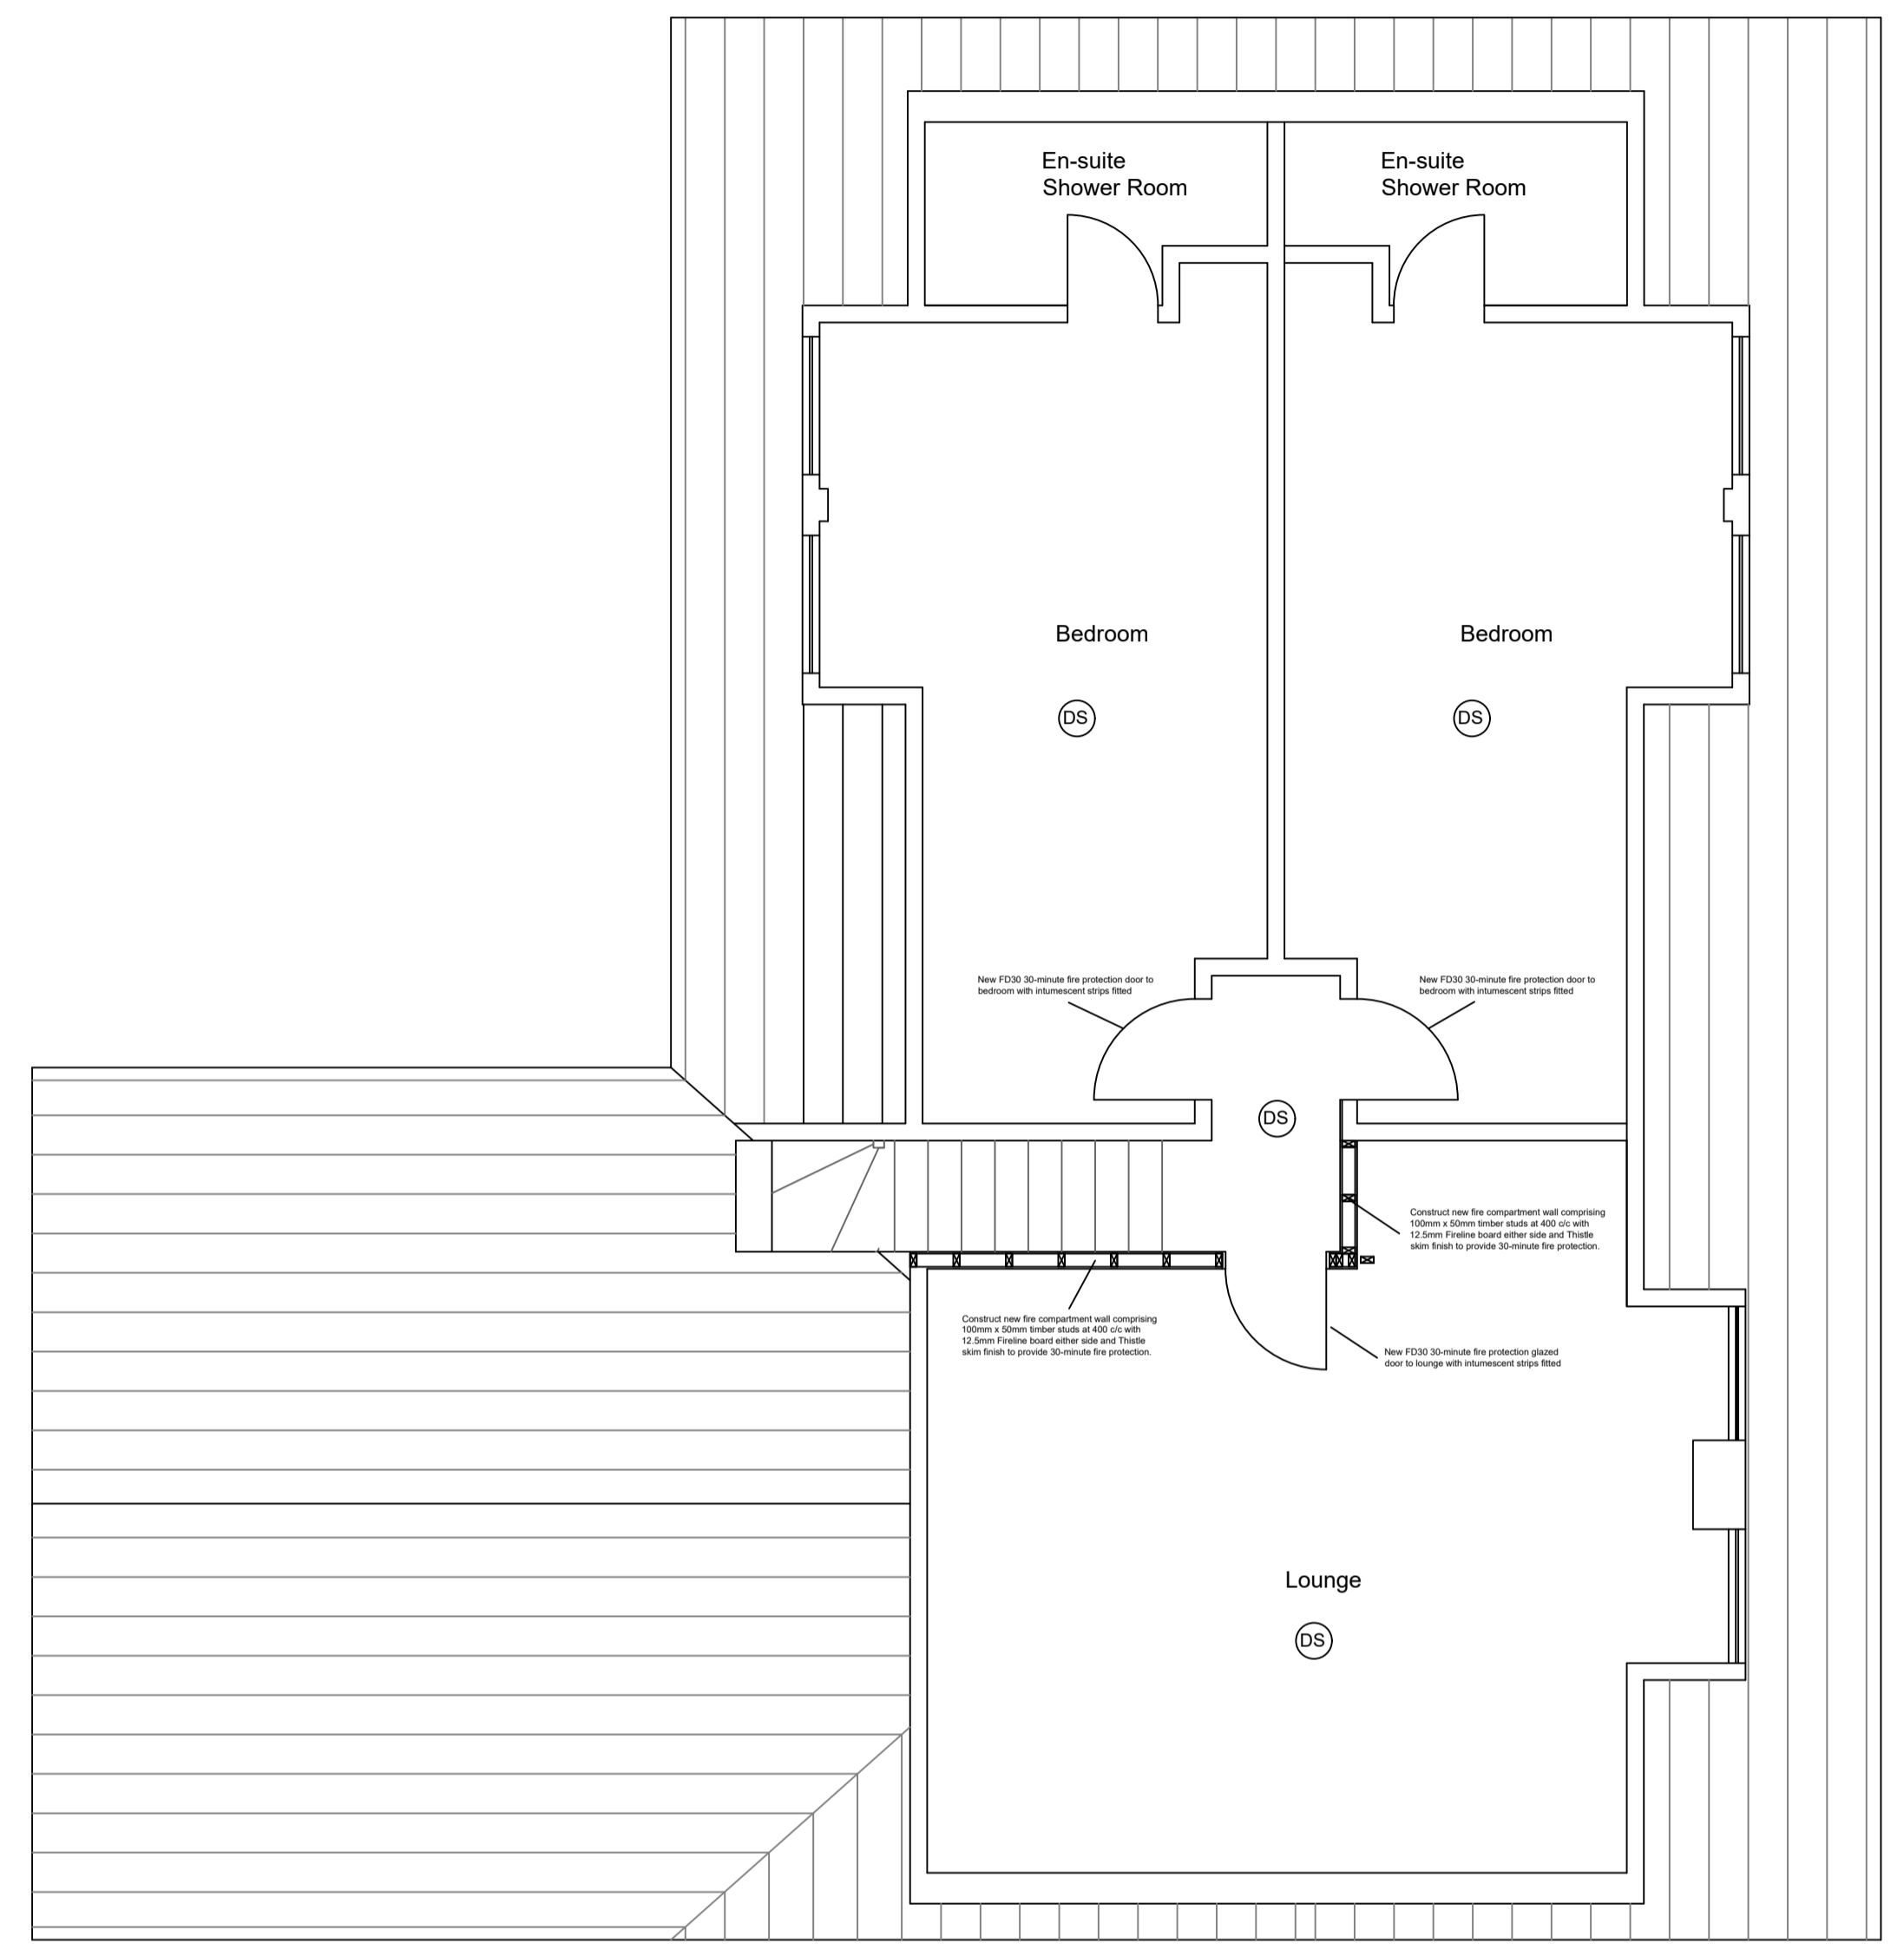 En-suite
Shower Room
En-suite
Shower Room
Bedroom
Bedroom
DS
DS
New FD30 30-minute fire protection door to
bedroom with intumescent strips fitted
New FD30 30-minute fire protection door to
bedroom with intumescent strips fitted
DS
Construct new fire compartment wall comprising
100mm x 50mm timber studs at 400 c/c with
12.5mm Fireline board either side and Thistle
skim finish to provide 30-minute fire protection.
Construct new fire compartment wall comprising
100mm x 50mm timber studs at 400 c/c with
12.5mm Fireline board either side and Thistle
skim finish to provide 30-minute fire protection.
New FD30 30-minute fire protection glazed
door to lounge with intumescent strips fitted
Lounge
DS